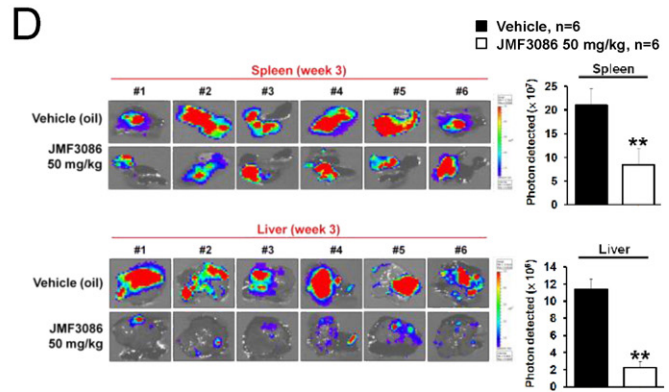 D
Vehicle, n=6
JMF3086 50 mg/kg, n=6
Spleen (week 3)
#1 #2 #3 #4 #5 #6
Vehicle (oil)
JMF3086
50 mg/kg
Spleen
Photon detected (× 10⁷)
30
25
20
15
10
5
0
**
Liver (week 3)
#1 #2 #3 #4 #5 #6
Vehicle (oil)
JMF3086
50 mg/kg
Liver
Photon detected (× 10⁶)
14
12
10
8
6
4
2
0
**